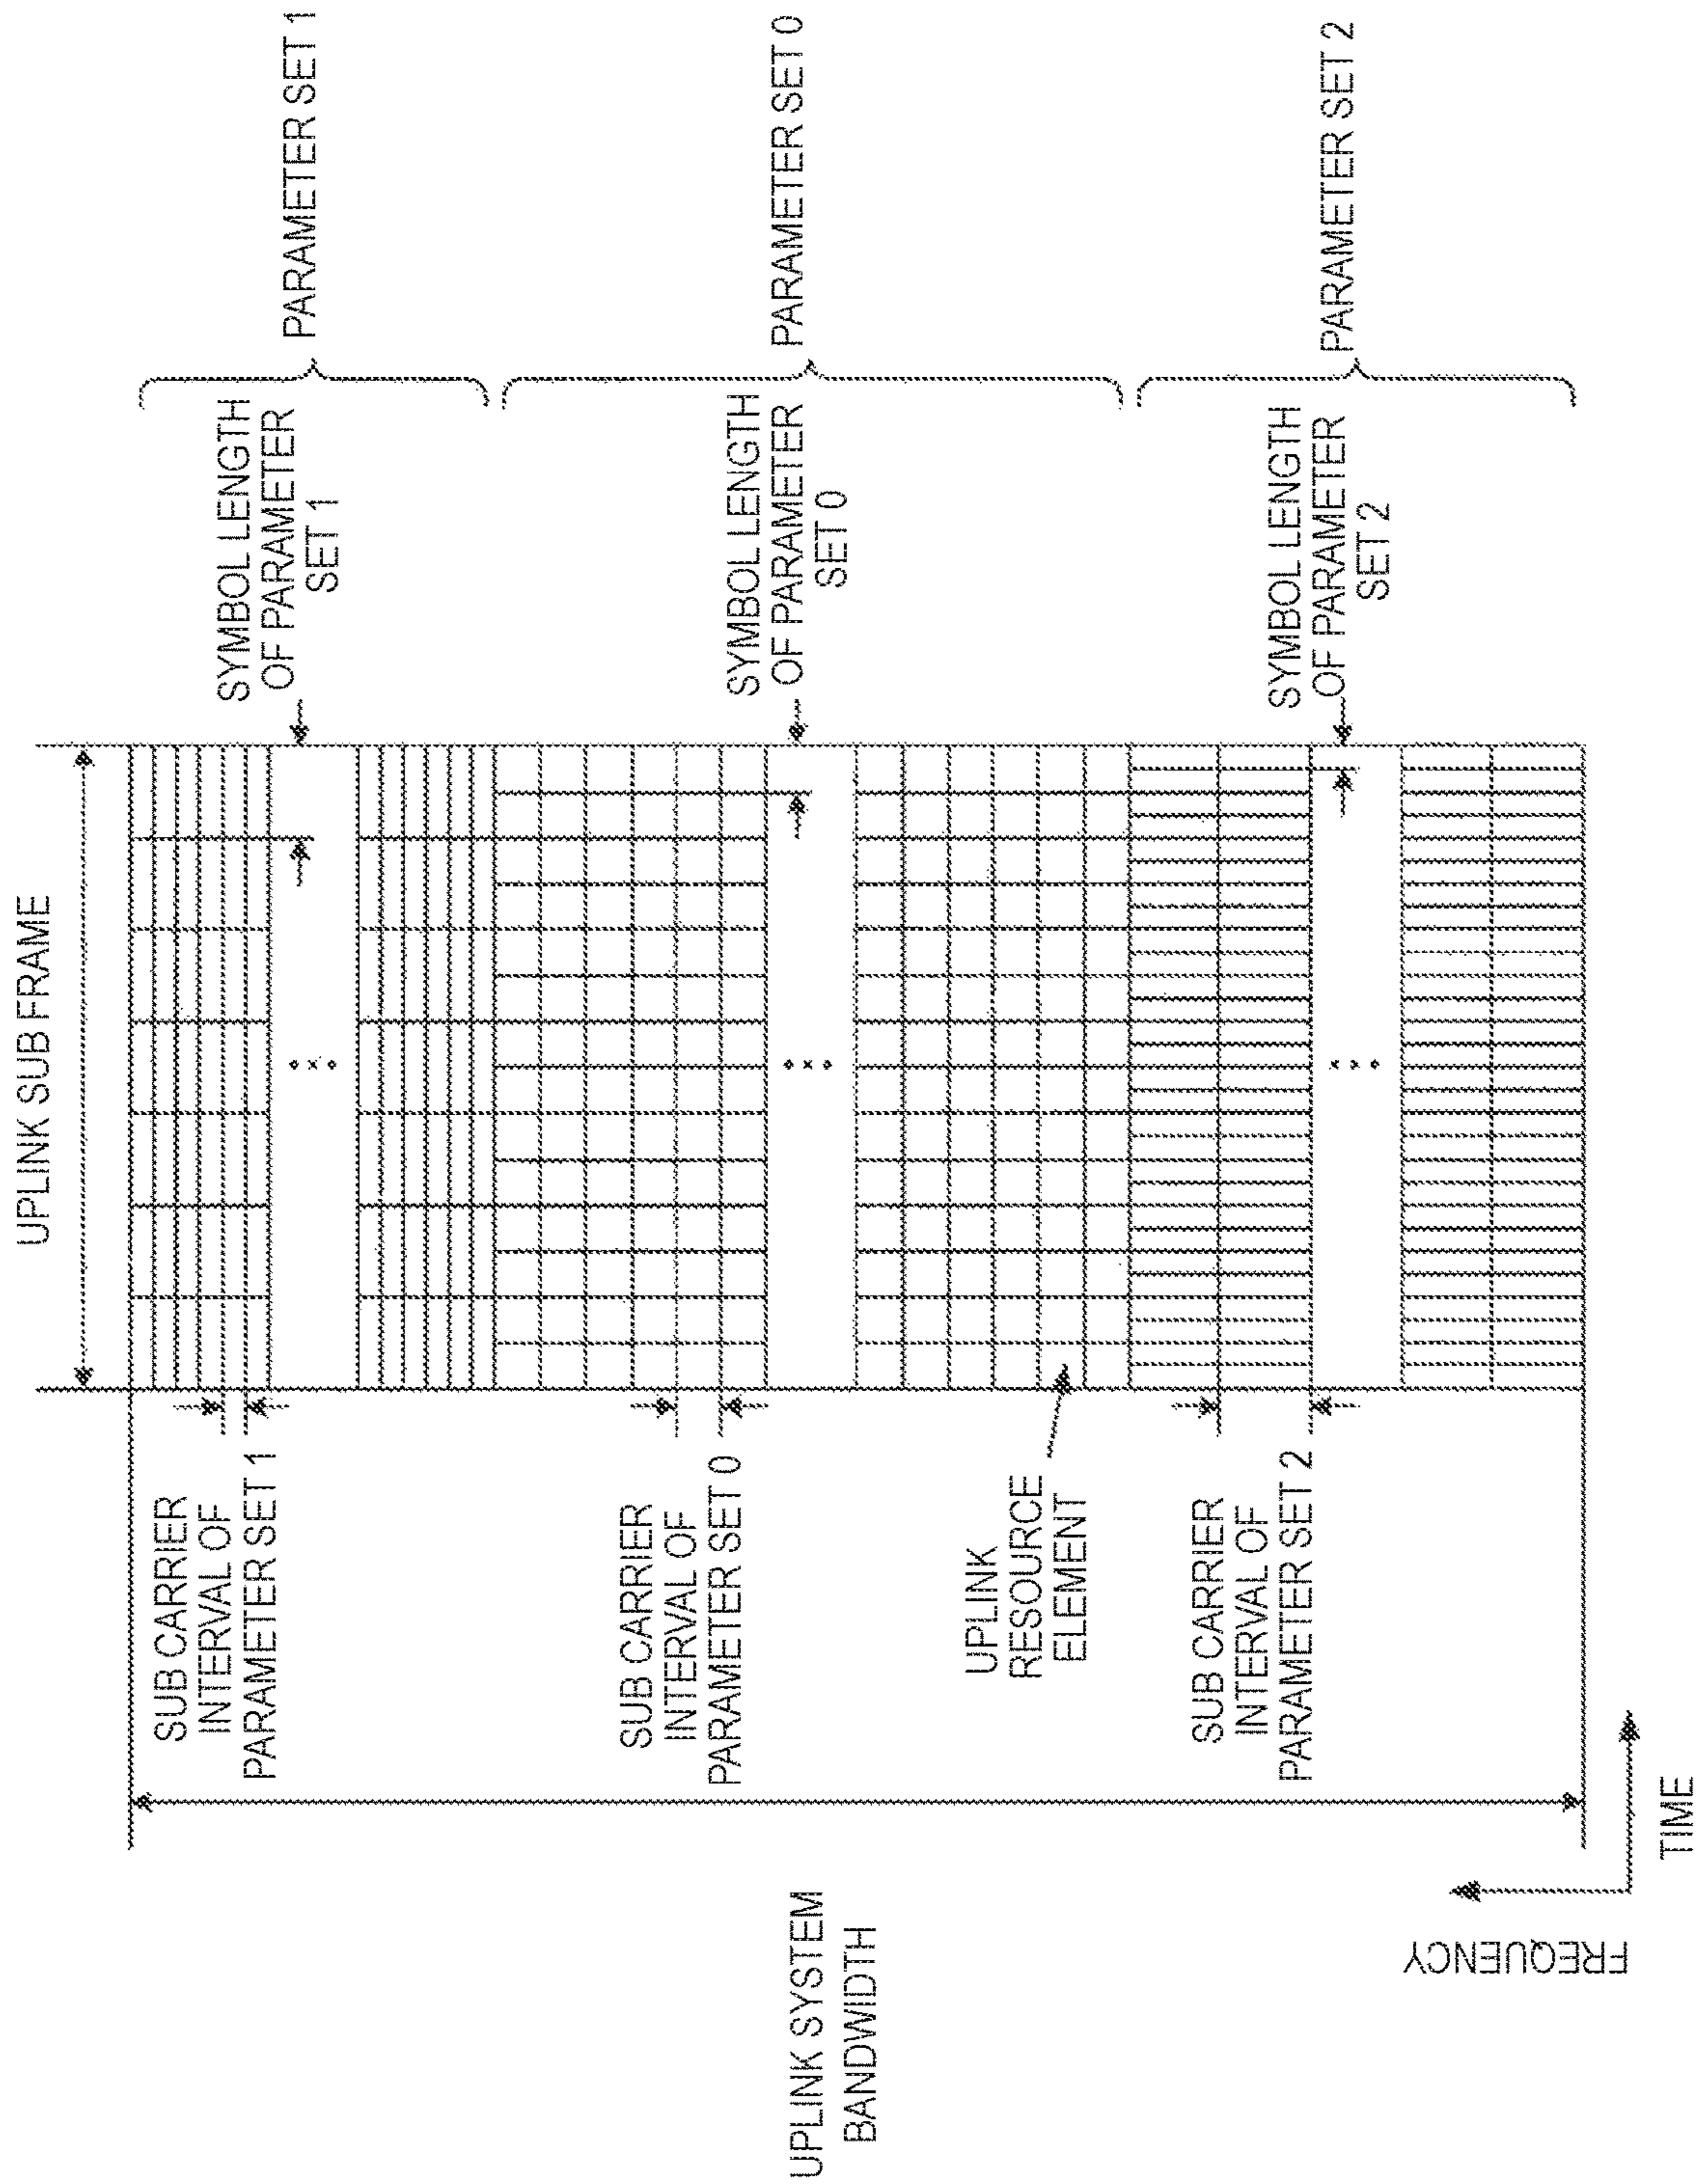 UPLINK SUB FRAME
SUB CARRIER
INTERVAL OF
PARAMETER SET 1
SYMBOL LENGTH
OF PARAMETER
SET 1
PARAMETER SET 1
UPLINK SYSTEM
BANDWIDTH
SUB CARRIER
INTERVAL OF
PARAMETER SET 0
SYMBOL LENGTH
OF PARAMETER
SET 0
PARAMETER SET 0
UPLINK
RESOURCE
ELEMENT
SUB CARRIER
INTERVAL OF
PARAMETER SET 2
SYMBOL LENGTH
OF PARAMETER
SET 2
PARAMETER SET 2
FREQUENCY
TIME